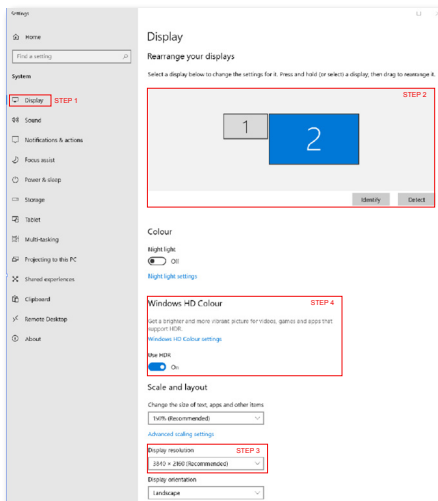 Settings
Home
Find a setting
System
Display STEP 1
Sound
Notifications & actions
Focus assist
Power & sleep
Storage
Tablet
Multi-tasking
Projecting to this PC
Shared experiences
Clipboard
Remote Desktop
About
Display
Rearrange your displays
Select a display below to change the settings for it. Press and hold (or select) a display, then drag to rearrange it.
STEP 2
1
2
Identify Detect
Colour
Night light
Off
Night light settings
Windows HD Colour STEP 4
Get a brighter and more vibrant picture for videos, games and apps that
support HDR.
Windows HD Colour settings
Use HDR
On
Scale and layout
Change the size of text, apps and other items
150% (Recommended)
Advanced scaling settings
Display resolution STEP 3
3840 × 2160 (Recommended)
Display orientation
Landscape